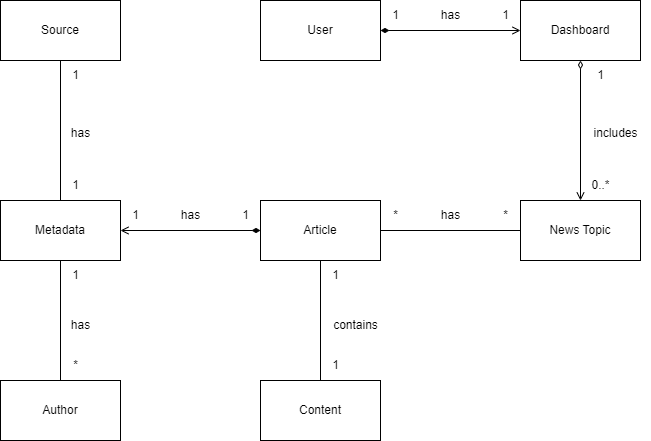 Source
User
1 has 1
Dashboard
1
1
has
includes
1
0..*
Metadata
1 has 1
Article
* has *
News Topic
1
1
has
contains
*
1
Author
Content